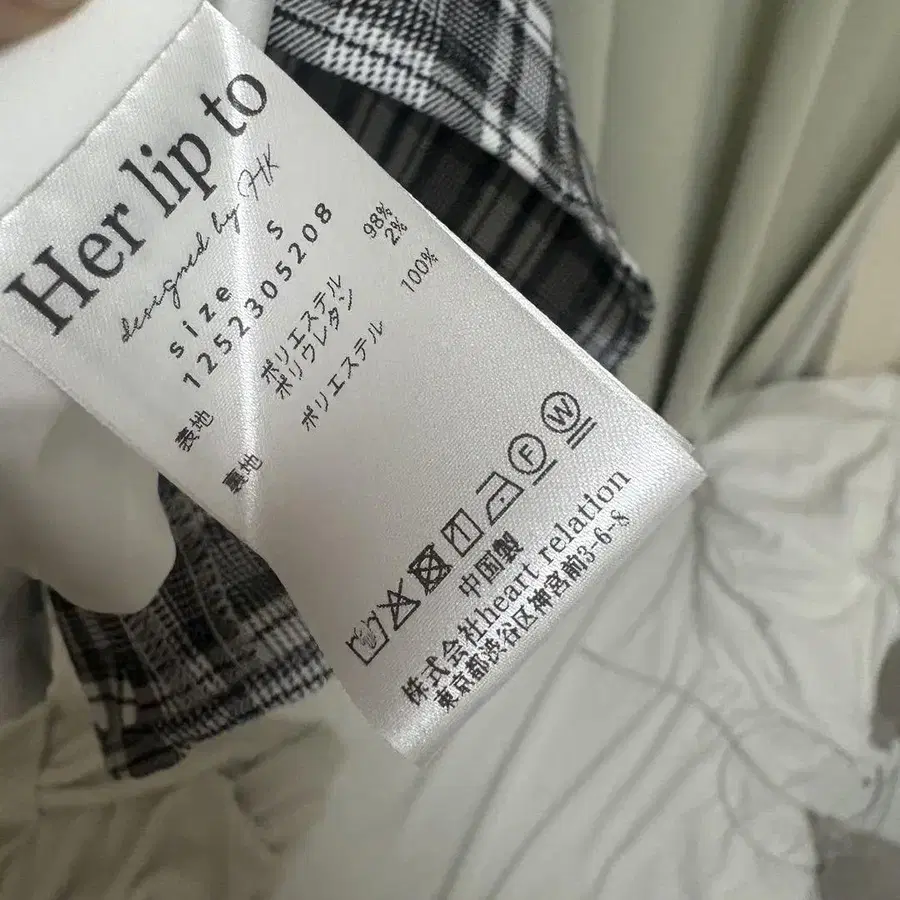 Her lip to
designed by HK
size S
1252305208
表地 ポリエステル 98%
ポリウレタン 2%
裏地 ポリエステル 100%
F W
中国製
株式会社heart relation
東京都渋谷区神宮前3-6-8